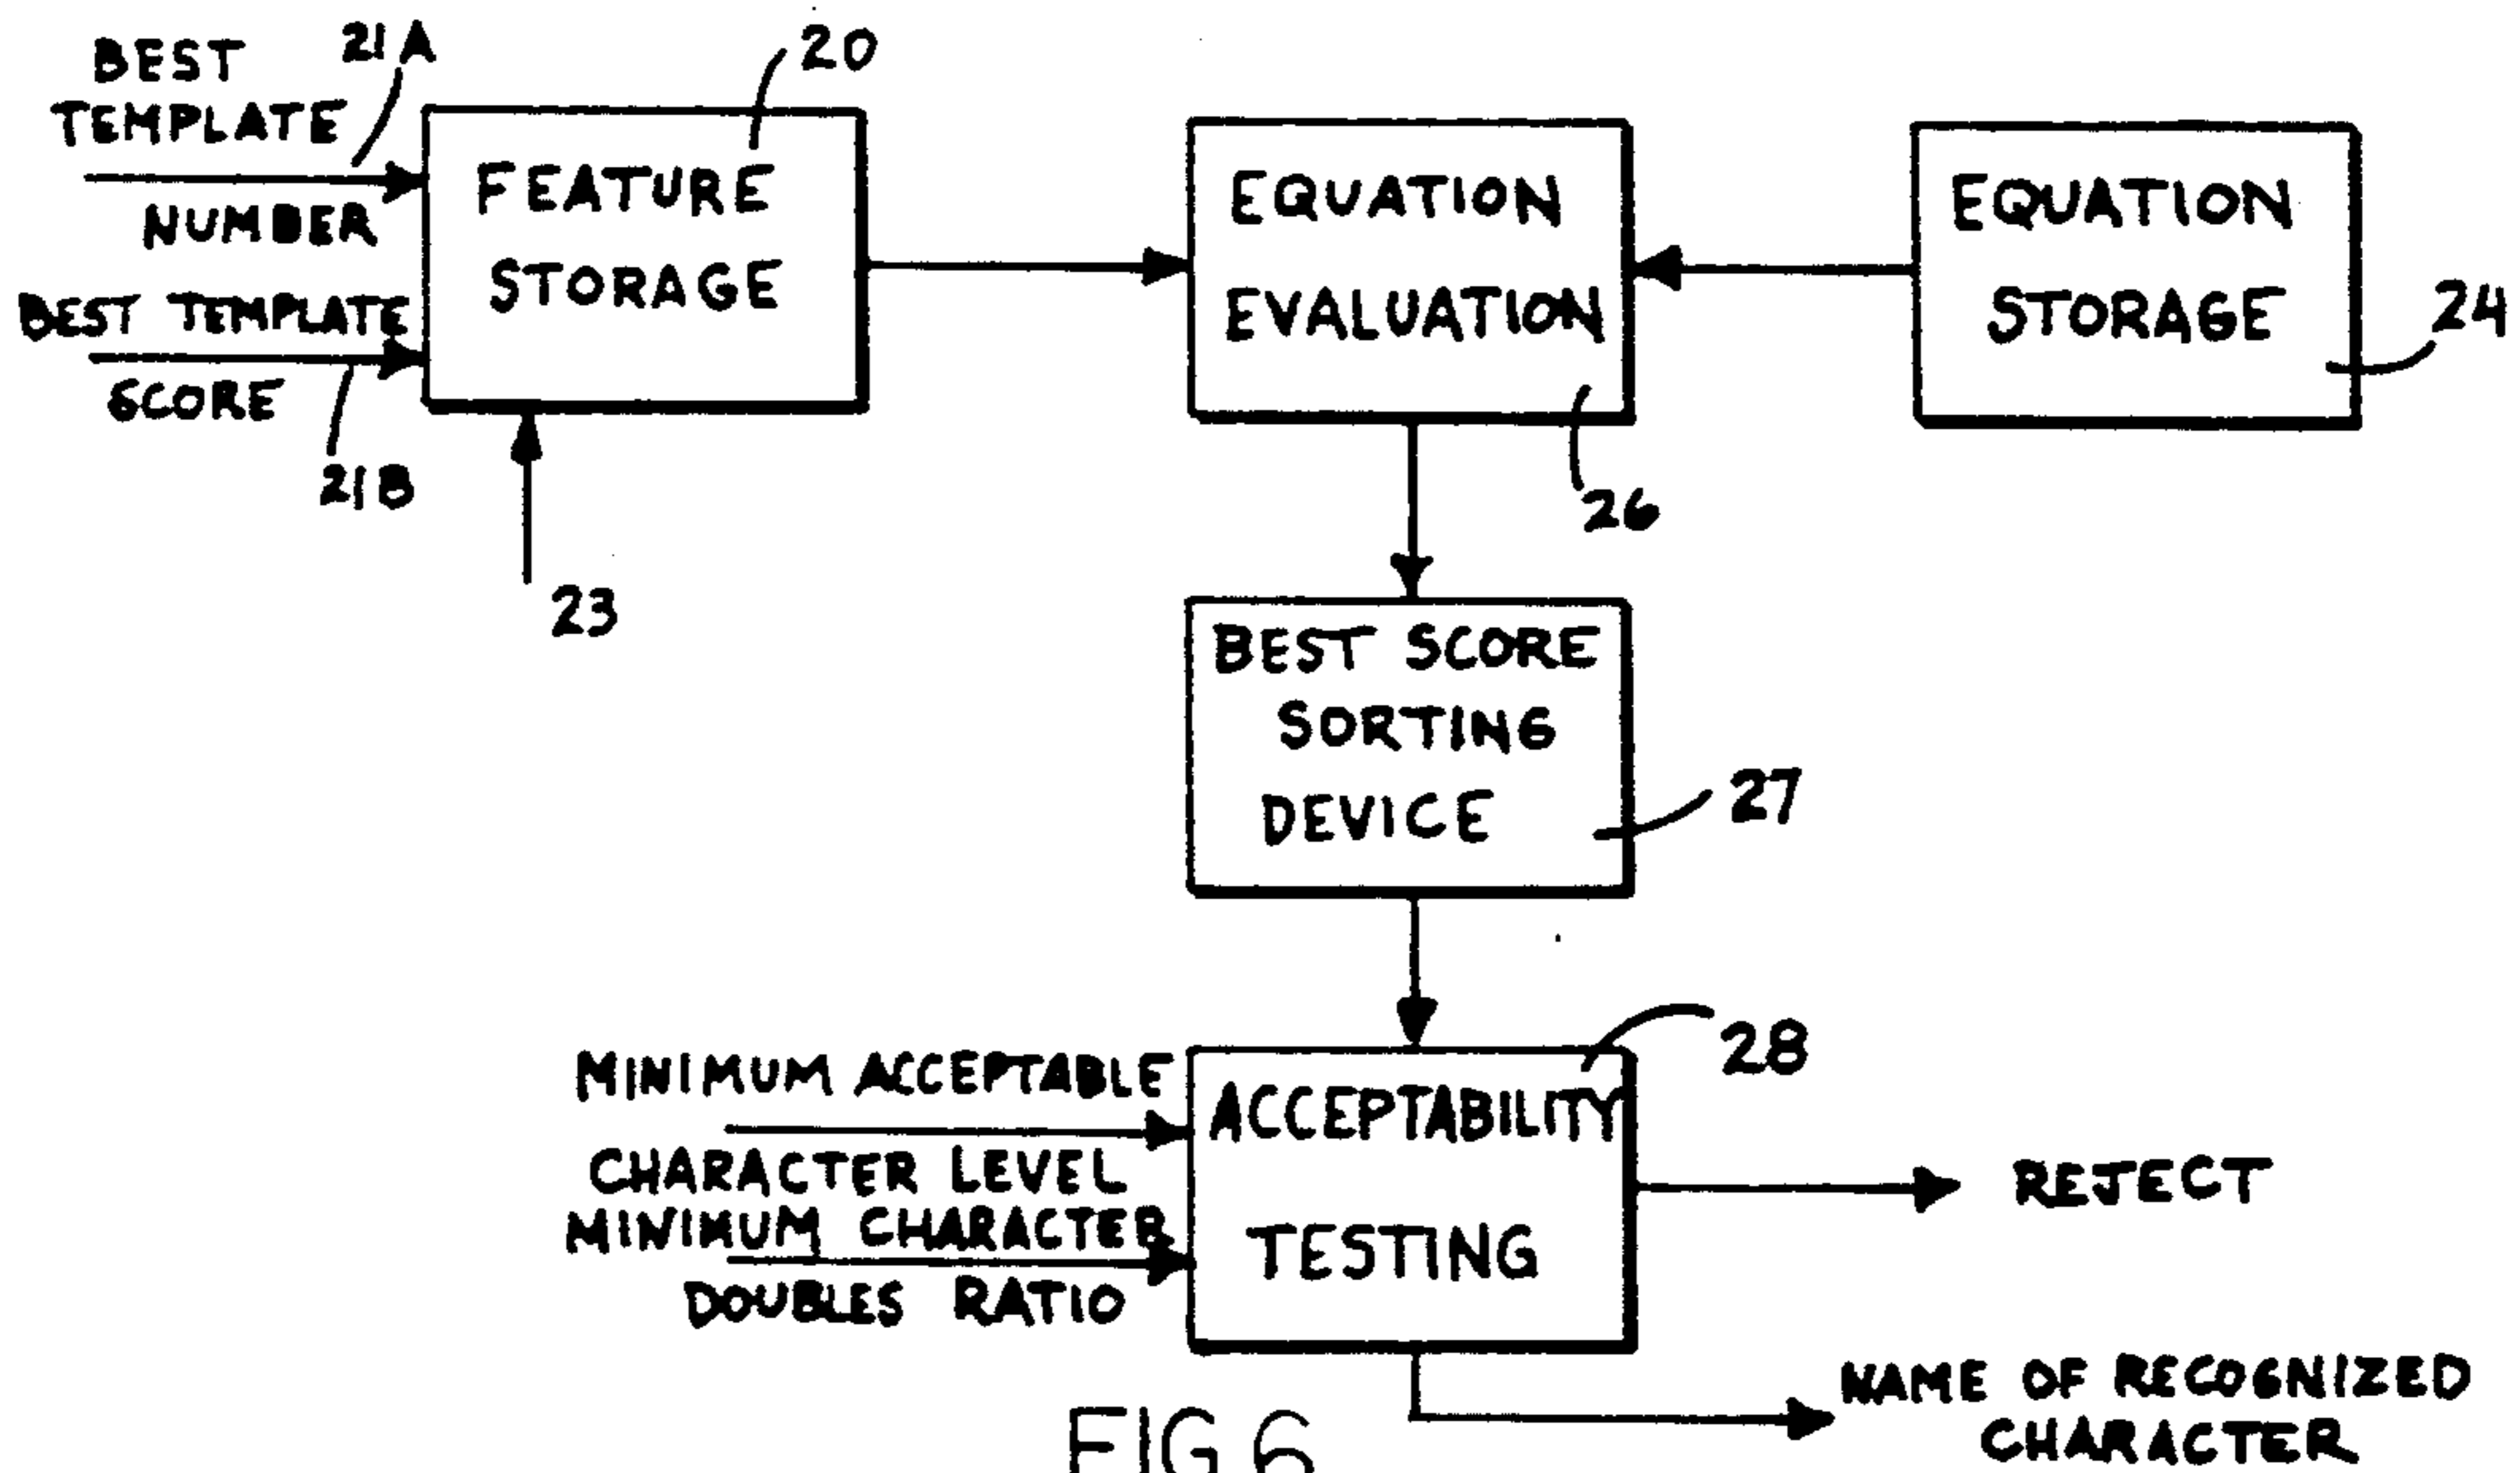 BEST
TEMPLATE
NUMBER
21A
BEST TEMPLATE
SCORE
21B
20
FEATURE
STORAGE
23
EQUATION
EVALUATION
26
EQUATION
STORAGE
24
BEST SCORE
SORTING
DEVICE
27
MINIMUM ACCEPTABLE
CHARACTER LEVEL
MINIMUM CHARACTER
DOUBLES RATIO
28
ACCEPTABILITY
TESTING
REJECT
NAME OF RECOGNIZED
CHARACTER
FIG 6